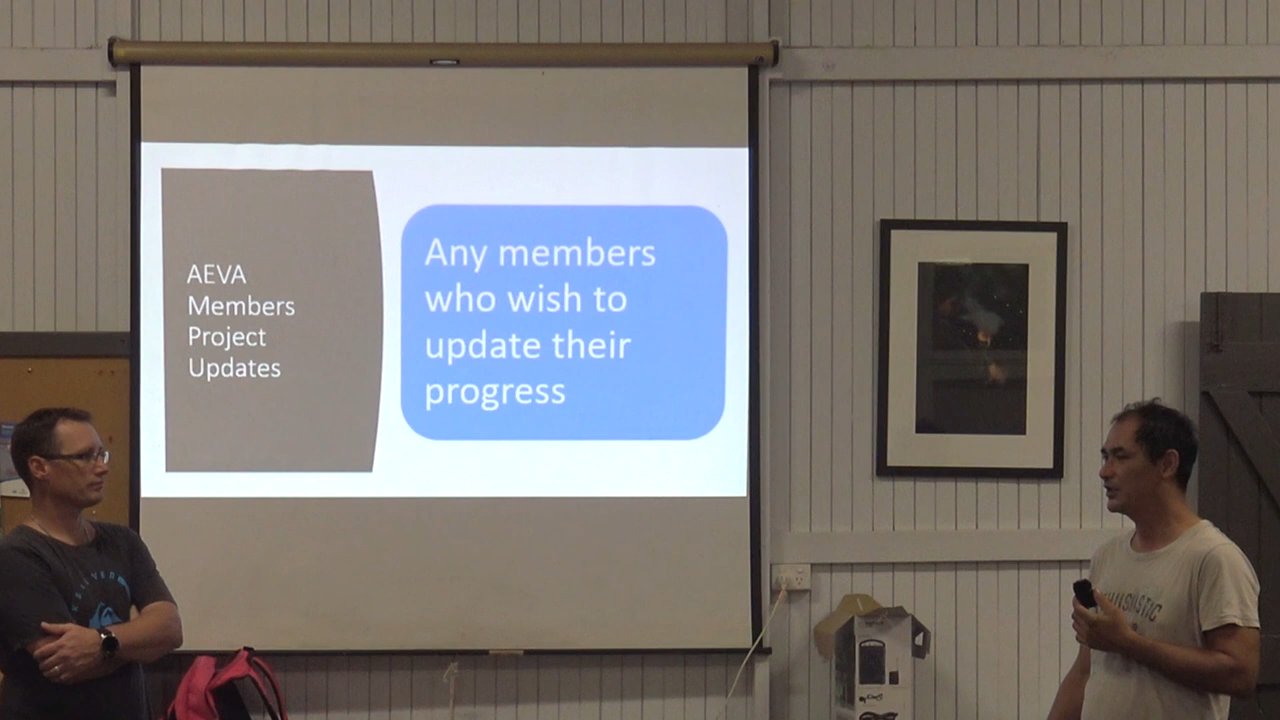 AEVA
Members
Project
Updates
Any members
who wish to
update their
progress